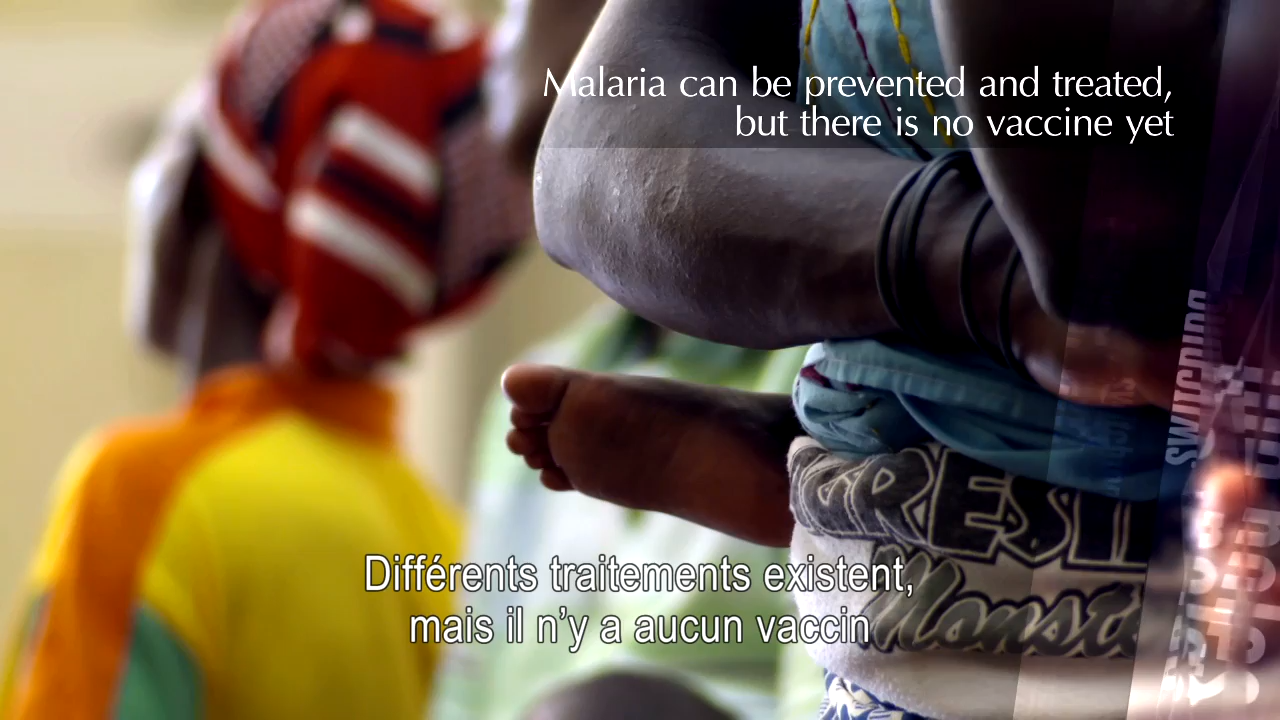 Malaria can be prevented and treated,
but there is no vaccine yet
Différents traitements existent,
mais il n'y a aucun vaccin